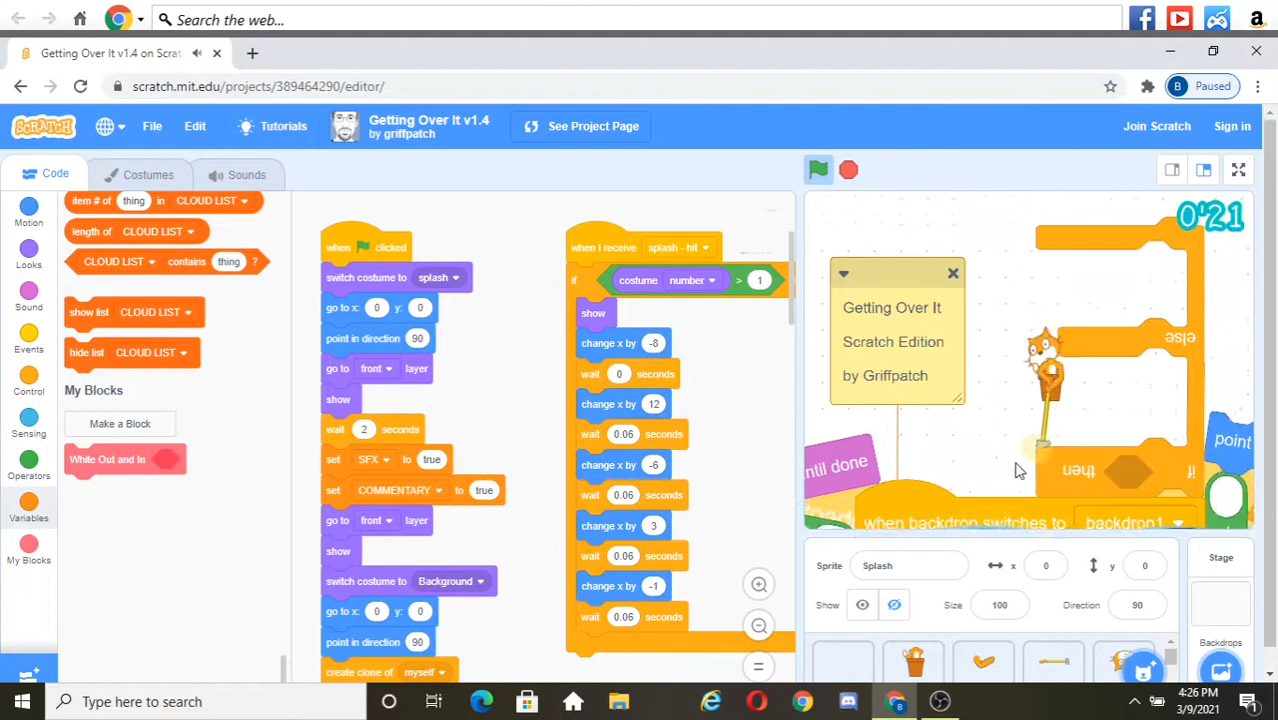 Search the web...
Getting Over It v1.4 on Scrat
scratch.mit.edu/projects/389464290/editor/
B Paused
SCRATCH
File Edit Tutorials
Getting Over It v1.4
by griffpatch
See Project Page
Join Scratch Sign in
Code Costumes Sounds
Motion
Looks
Sound
Events
Control
Sensing
Operators
Variables
My Blocks
item # of thing in CLOUD LIST
length of CLOUD LIST
CLOUD LIST contains thing ?
show list CLOUD LIST
hide list CLOUD LIST
My Blocks
Make a Block
While Out and In
when clicked
switch costume to splash
go to x: 0 y: 0
point in direction 90
go to front layer
show
wait 2 seconds
set SFX to true
set COMMENTARY to true
go to front layer
show
switch costume to Background
go to x: 0 y: 0
point in direction 90
create clone of myself
when I receive splash - hit
if costume number > 1
show
change x by -8
wait 0 seconds
change x by 12
wait 0.06 seconds
change x by -6
wait 0.06 seconds
change x by 3
wait 0.06 seconds
change x by -1
wait 0.06 seconds
=
0'21
Getting Over It
Scratch Edition
by Griffpatch
else
point
until done
if then
when backdrop switches to backdrop1
Sprite Splash x 0 y 0
Show Size 100 Direction 90
Stage
Backdrops
Type here to search
4:26 PM
3/9/2021